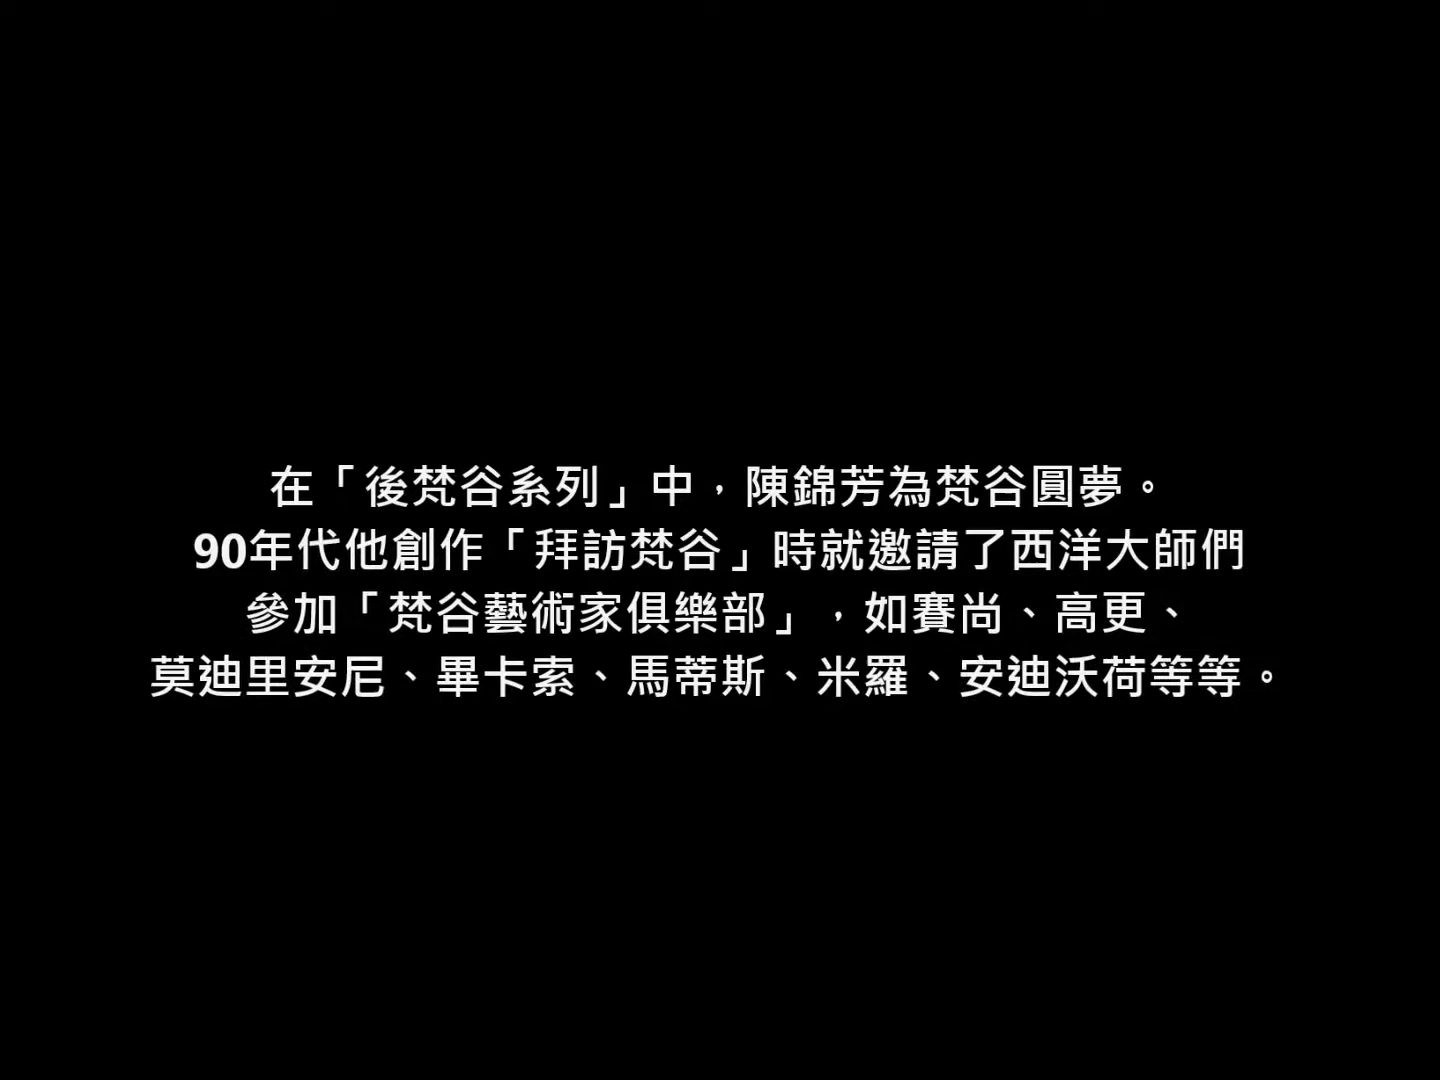 在「後梵谷系列」中，陳錦芳為梵谷圓夢。
90年代他創作「拜訪梵谷」時就邀請了西洋大師們
參加「梵谷藝術家俱樂部」，如賽尚、高更、
莫迪里安尼、畢卡索、馬蒂斯、米羅、安迪沃荷等等。